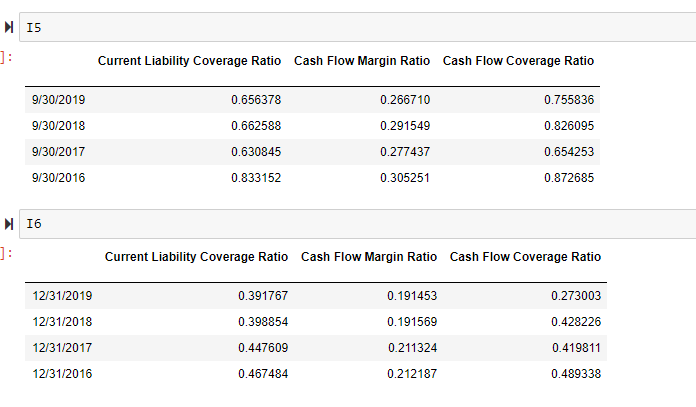 I5
]:
Current Liability Coverage Ratio Cash Flow Margin Ratio Cash Flow Coverage Ratio
9/30/2019 0.656378 0.266710 0.755836
9/30/2018 0.662588 0.291549 0.826095
9/30/2017 0.630845 0.277437 0.654253
9/30/2016 0.833152 0.305251 0.872685
I6
]:
Current Liability Coverage Ratio Cash Flow Margin Ratio Cash Flow Coverage Ratio
12/31/2019 0.391767 0.191453 0.273003
12/31/2018 0.398854 0.191569 0.428226
12/31/2017 0.447609 0.211324 0.419811
12/31/2016 0.467484 0.212187 0.489338